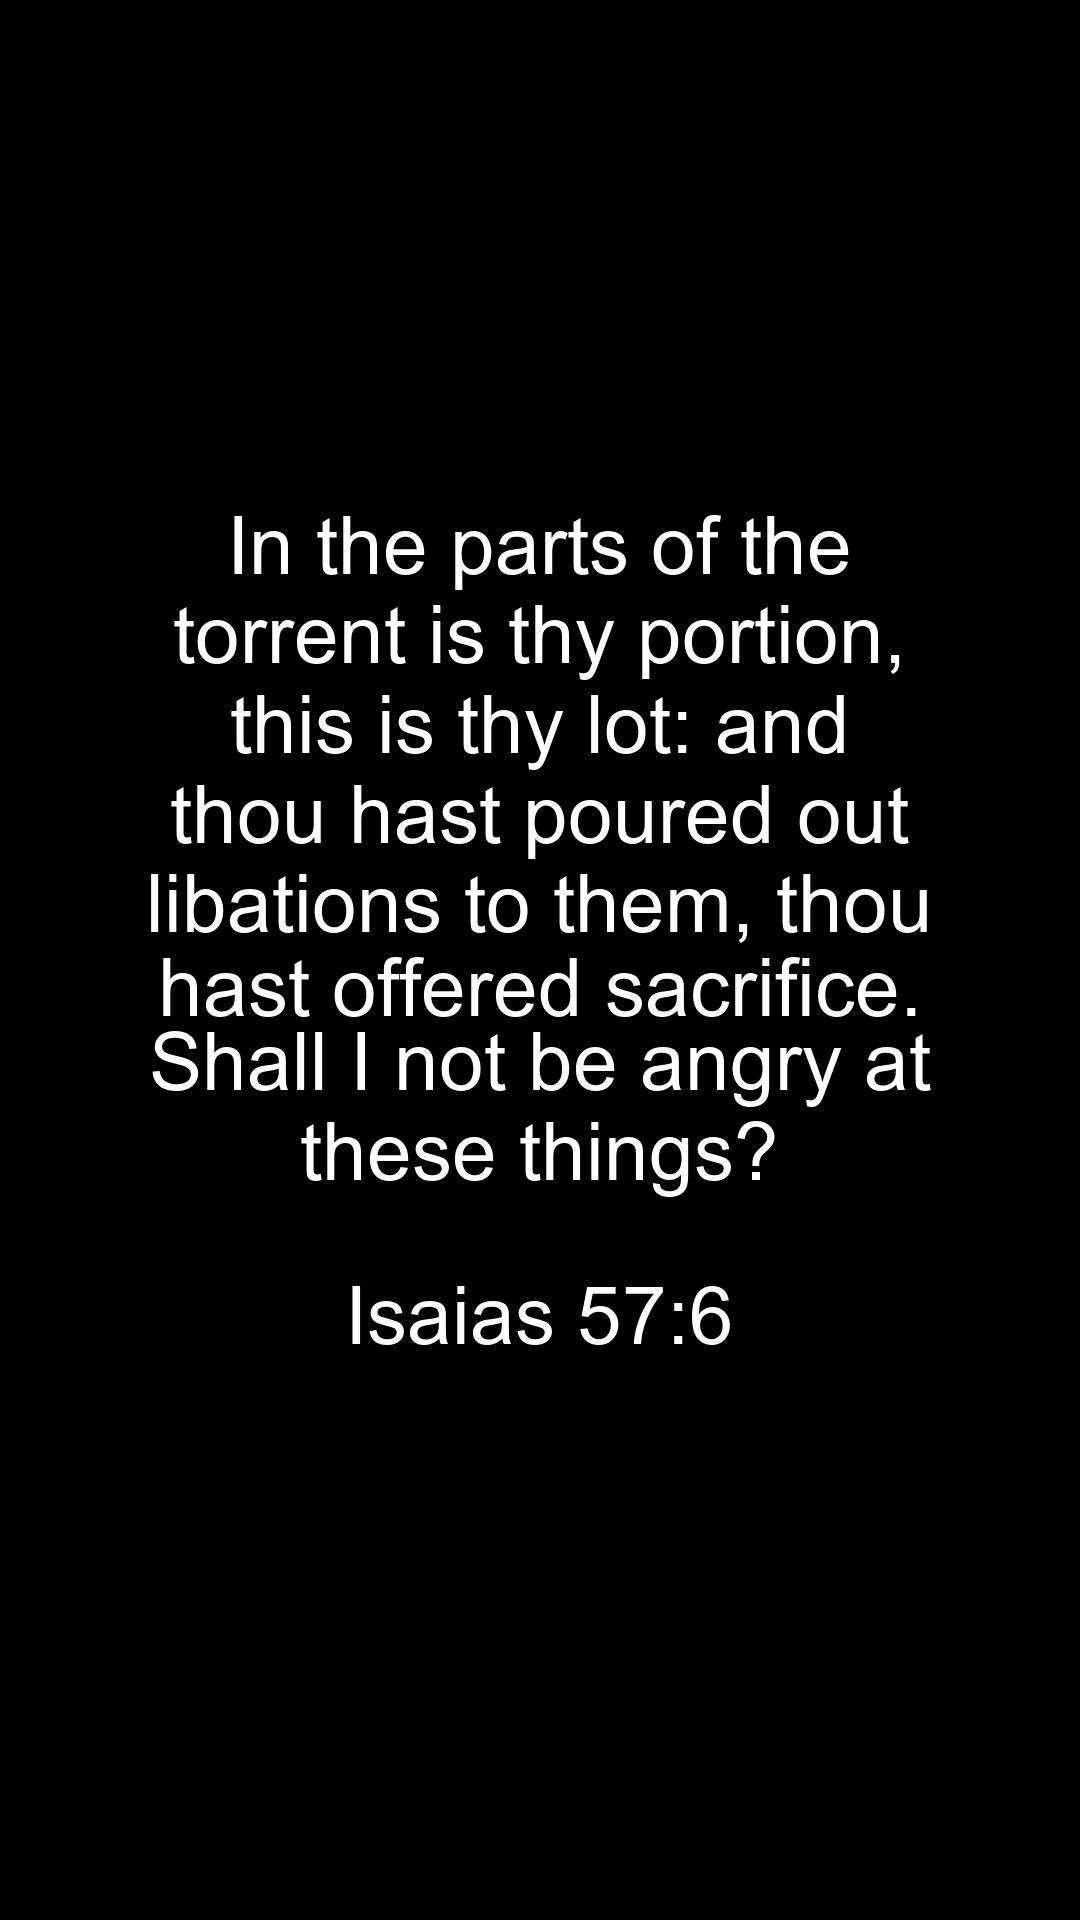 In the parts of the
torrent is thy portion,
this is thy lot: and
thou hast poured out
libations to them, thou
hast offered sacrifice.
Shall I not be angry at
these things?
Isaias 57:6